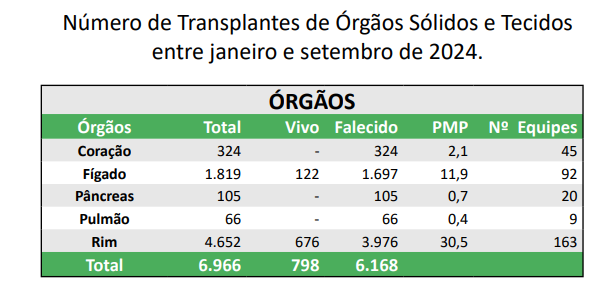 Número de Transplantes de Órgãos Sólidos e Tecidos
entre janeiro e setembro de 2024.
ÓRGÃOS
Órgãos Total Vivo Falecido PMP Nº Equipes
Coração 324 - 324 2,1 45
Fígado 1.819 122 1.697 11,9 92
Pâncreas 105 - 105 0,7 20
Pulmão 66 - 66 0,4 9
Rim 4.652 676 3.976 30,5 163
Total 6.966 798 6.168